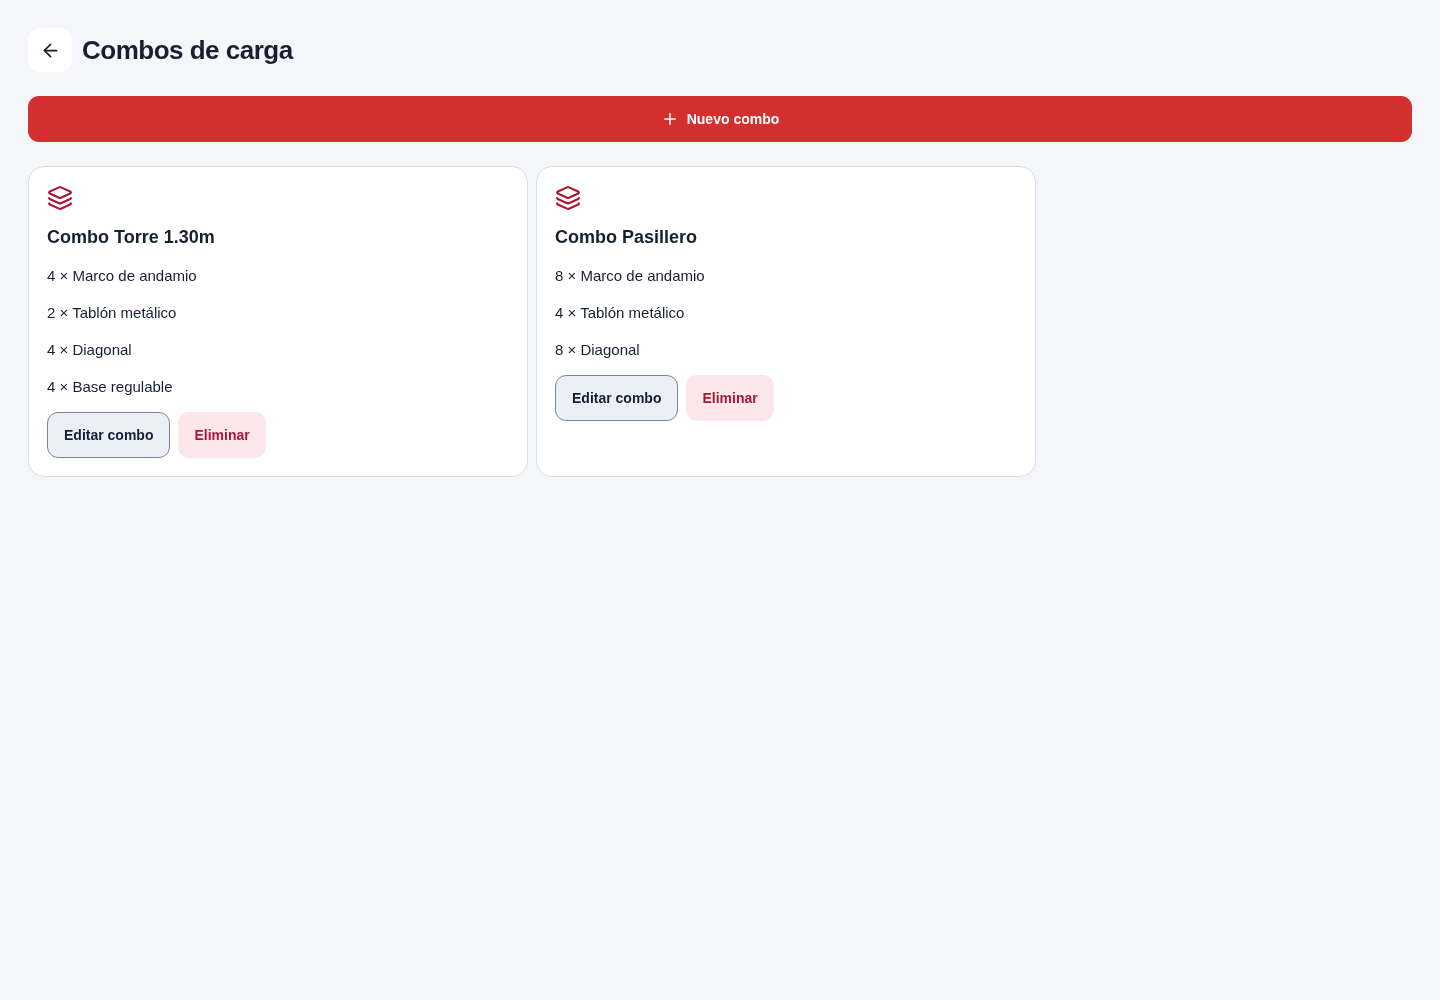 Combos de carga
Nuevo combo
Combo Torre 1.30m
4 × Marco de andamio
2 × Tablón metálico
4 × Diagonal
4 × Base regulable
Editar combo
Eliminar
Combo Pasillero
8 × Marco de andamio
4 × Tablón metálico
8 × Diagonal
Editar combo
Eliminar